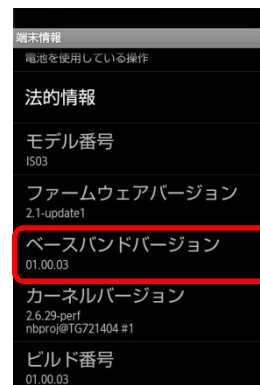 端末情報
電池を使用している操作
法的情報
モデル番号
IS03
ファームウェアバージョン
2.1-update1
ベースバンドバージョン
01.00.03
カーネルバージョン
2.6.29-perf
nbproj@TG721404 #1
ビルド番号
01.00.03